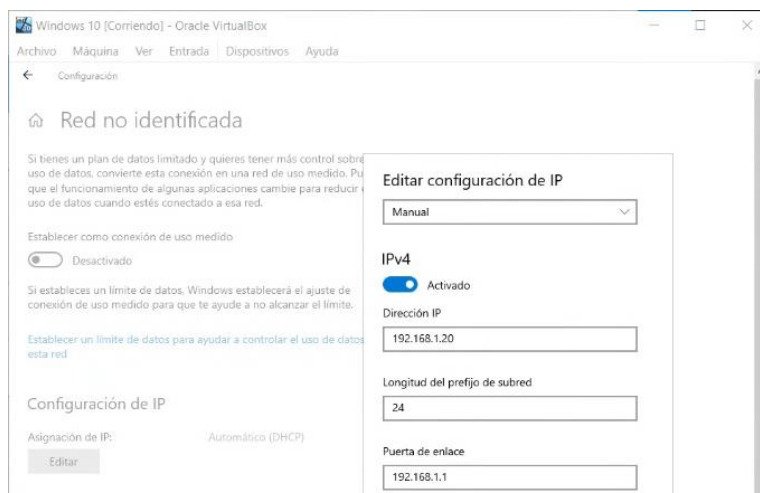 Windows 10 [Corriendo] - Oracle VirtualBox
Archivo Máquina Ver Entrada Dispositivos Ayuda
Configuración
Red no identificada
Si tienes un plan de datos limitado y quieres tener más control sobre
uso de datos, convierte esta conexión en una red de uso medido. Pu
que el funcionamiento de algunas aplicaciones cambie para reducir
uso de datos cuando estés conectado a esa red.
Establecer como conexión de uso medido
Desactivado
Si estableces un límite de datos, Windows establecerá el ajuste de
conexión de uso medido para que te ayude a no alcanzar el límite.
Establecer un límite de datos para ayudar a controlar el uso de datos
esta red
Configuración de IP
Asignación de IP: Automático (DHCP)
Editar
Editar configuración de IP
Manual
IPv4
Activado
Dirección IP
192.168.1.20
Longitud del prefijo de subred
24
Puerta de enlace
192.168.1.1